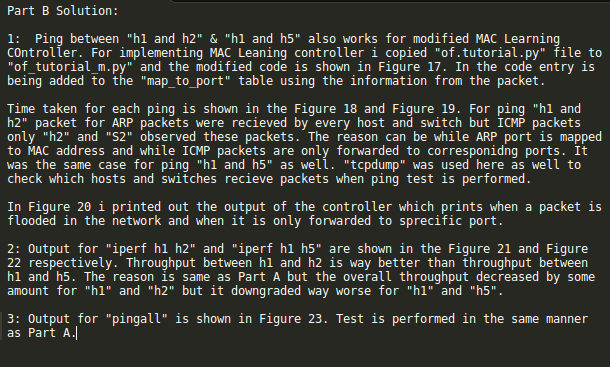 Part B Solution:
1:  Ping between "h1 and h2" & "h1 and h5" also works for modified MAC Learning
COntroller. For implementing MAC Leaning controller i copied "of.tutorial.py" file to
"of_tutorial_m.py" and the modified code is shown in Figure 17. In the code entry is
being added to the "map_to_port" table using the information from the packet.
Time taken for each ping is shown in the Figure 18 and Figure 19. For ping "h1 and
h2" packet for ARP packets were recieved by every host and switch but ICMP packets
only "h2" and "S2" observed these packets. The reason can be while ARP port is mapped
to MAC address and while ICMP packets are only forwarded to corresponidng ports. It
was the same case for ping "h1 and h5" as well. "tcpdump" was used here as well to
check which hosts and switches recieve packets when ping test is performed.
In Figure 20 i printed out the output of the controller which prints when a packet is
flooded in the network and when it is only forwarded to sprecific port.
2: Output for "iperf h1 h2" and "iperf h1 h5" are shown in the Figure 21 and Figure
22 respectively. Throughput between h1 and h2 is way better than throughput between
h1 and h5. The reason is same as Part A but the overall throughput decreased by some
amount for "h1" and "h2" but it downgraded way worse for "h1" and "h5".
3: Output for "pingall" is shown in Figure 23. Test is performed in the same manner
as Part A.